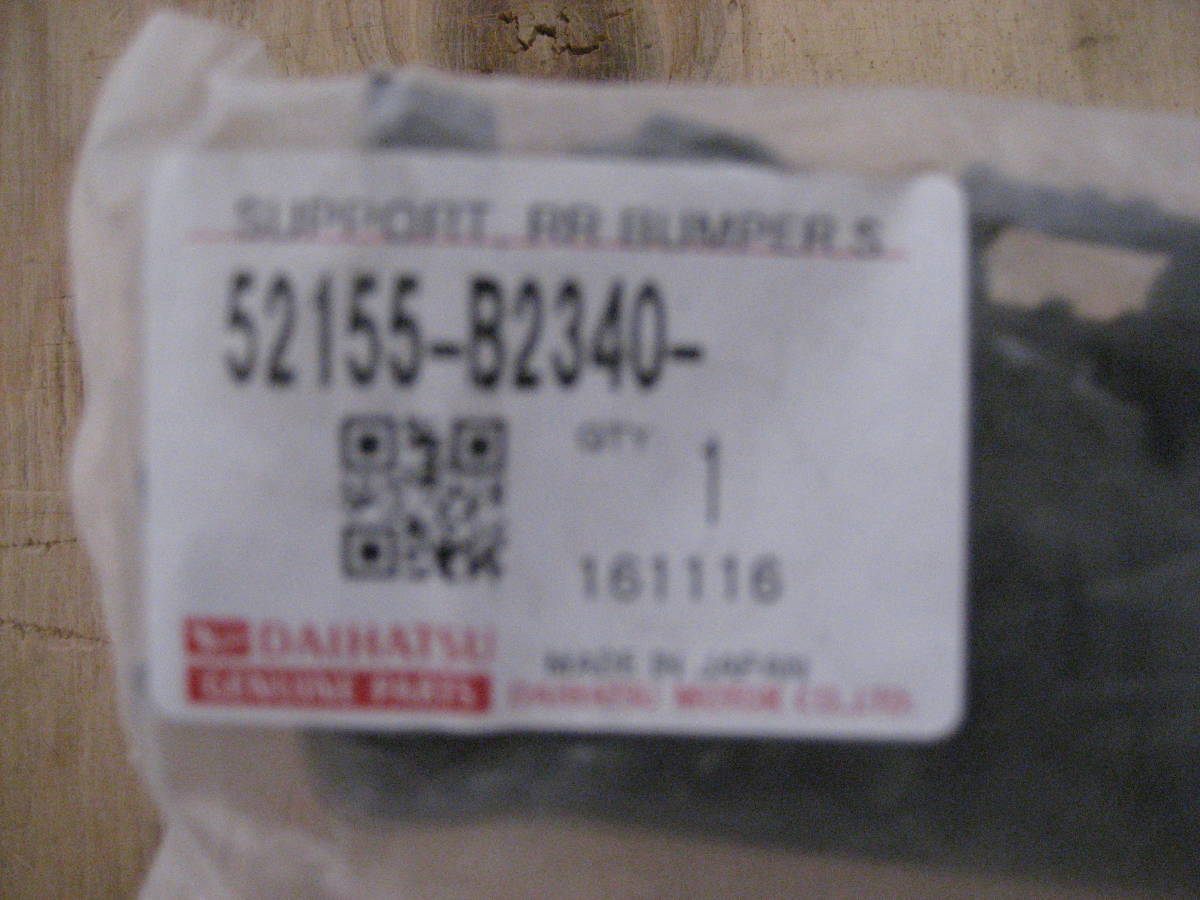 SUPPORT, RR BUMPER S
52155-B2340-
QTY 1
161116
DAIHATSU
GENUINE PARTS
MADE IN JAPAN
DAIHATSU MOTOR CO.,LTD.